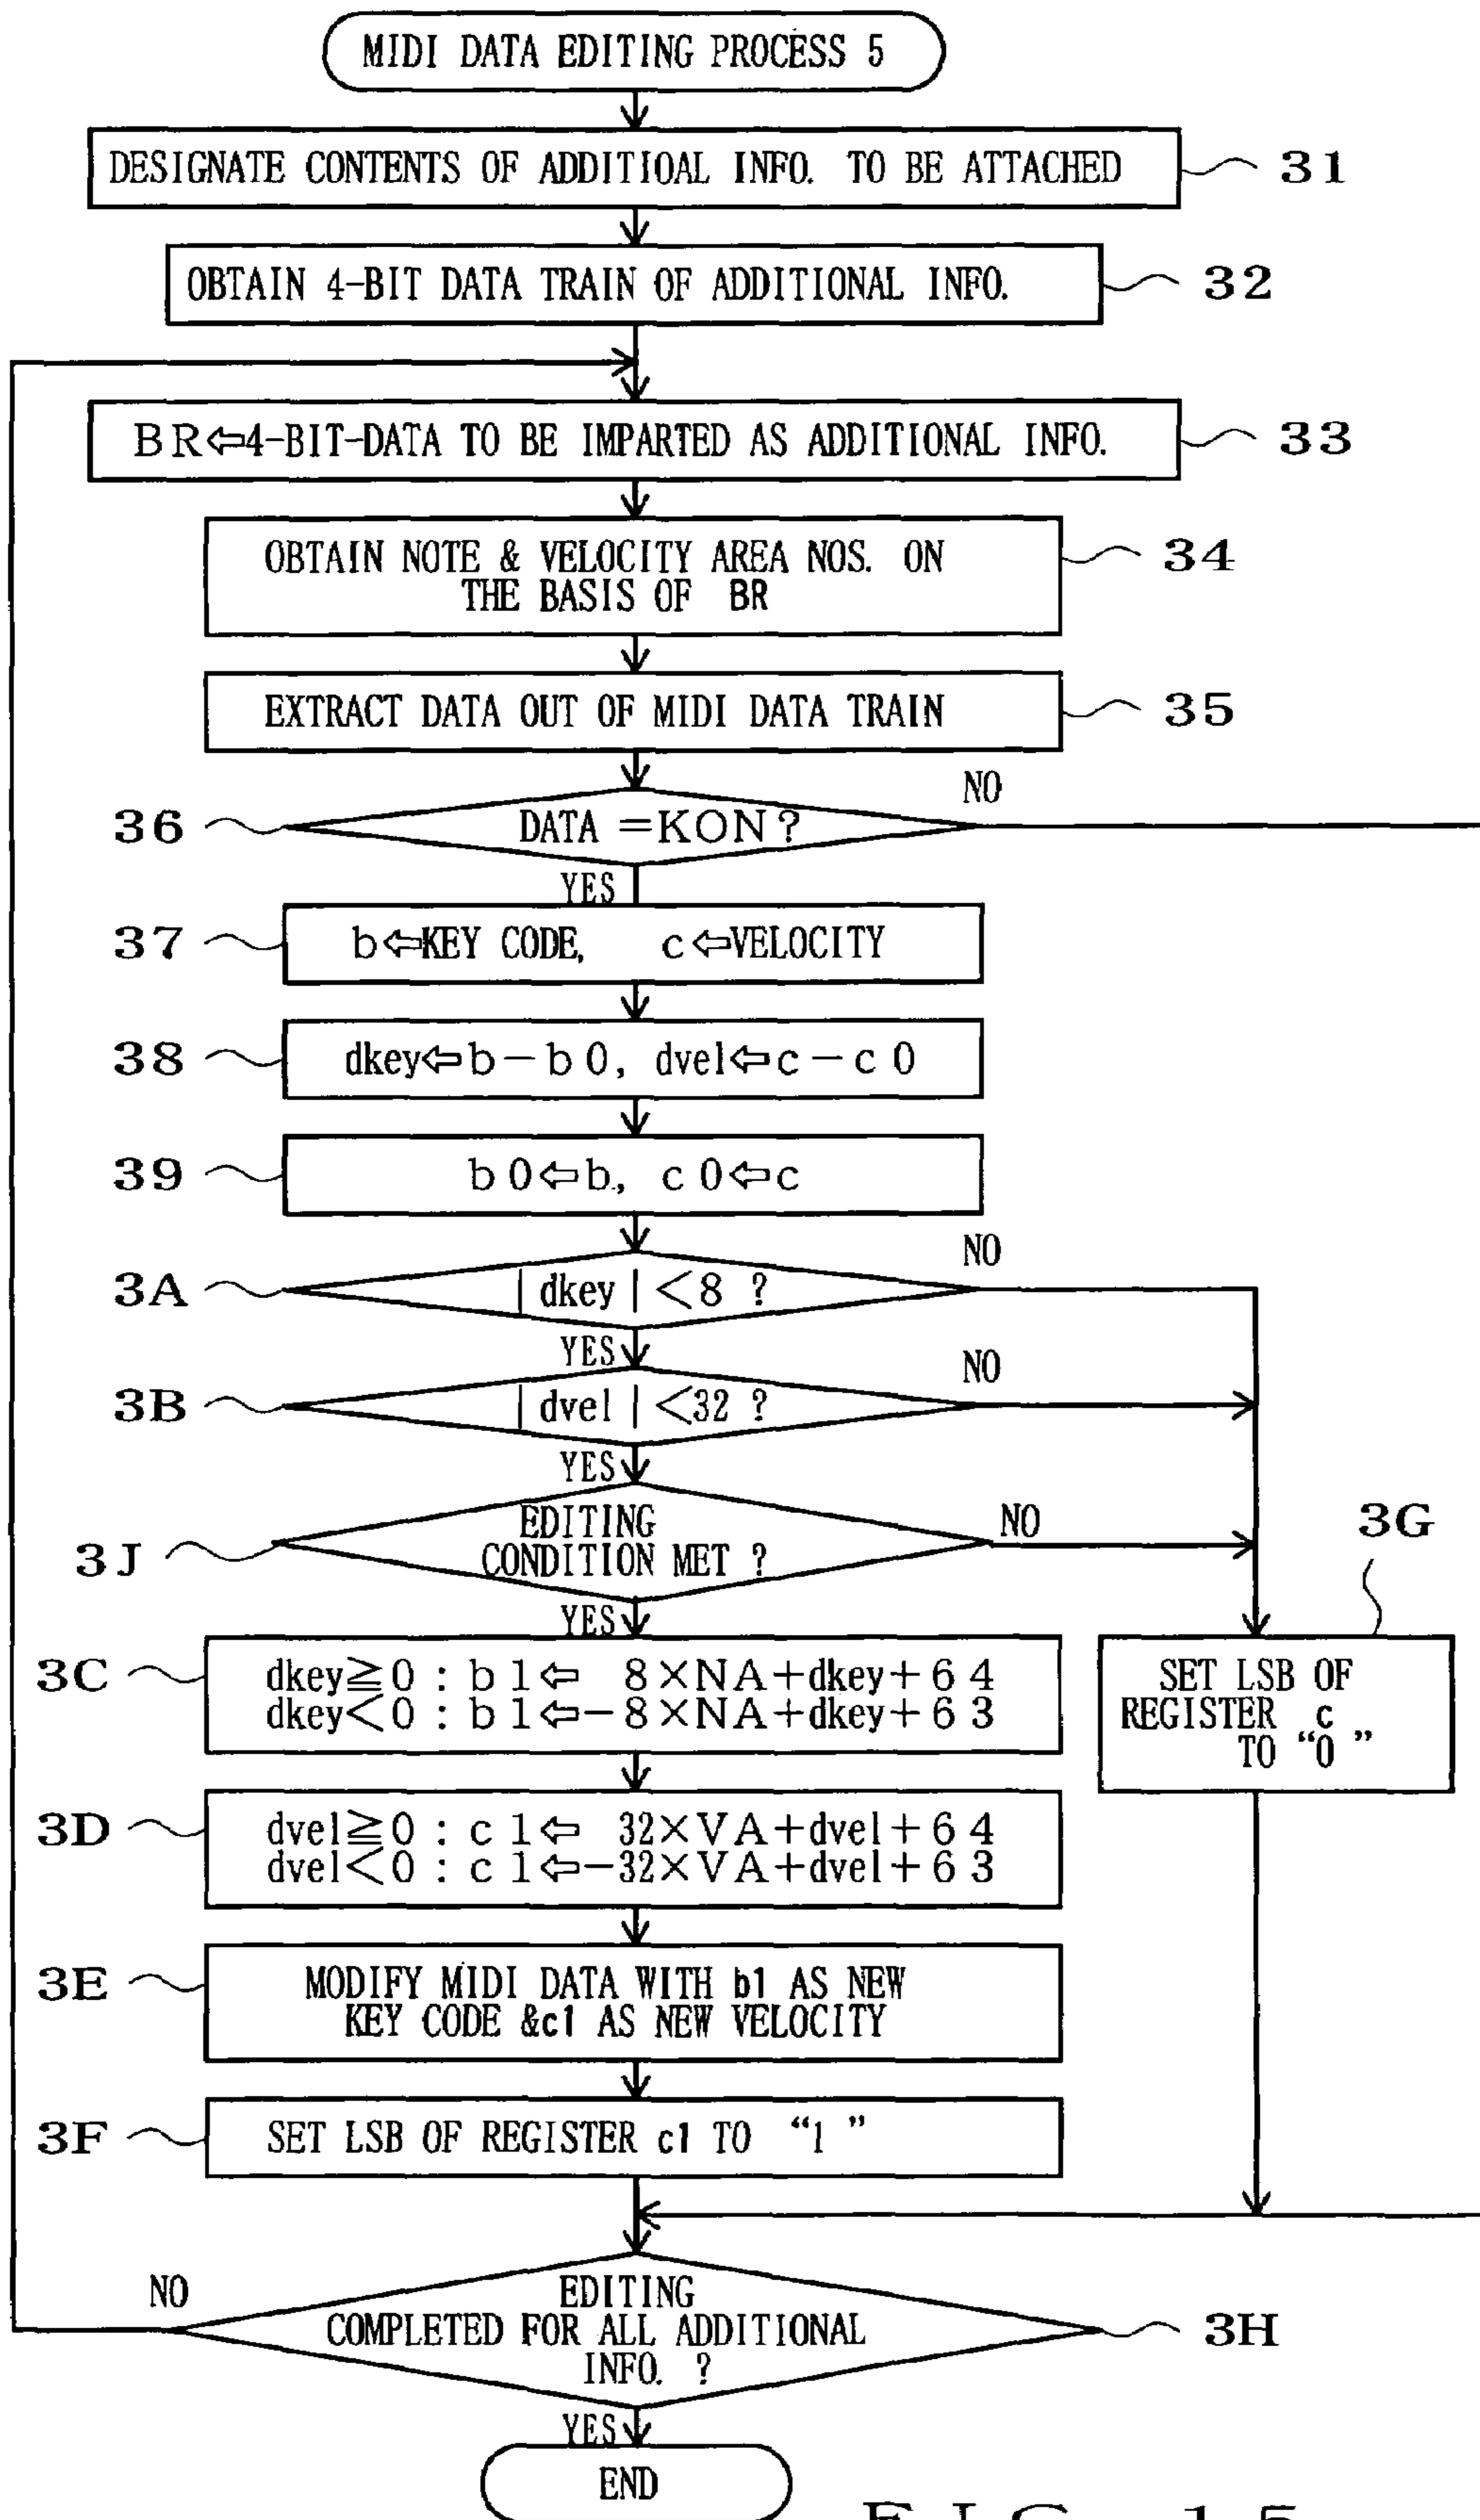 MIDI DATA EDITING PROCESS 5
DESIGNATE CONTENTS OF ADDITIOAL INFO. TO BE ATTACHED
31
OBTAIN 4-BIT DATA TRAIN OF ADDITIONAL INFO.
32
BR⇦4-BIT-DATA TO BE IMPARTED AS ADDITIONAL INFO.
33
OBTAIN NOTE & VELOCITY AREA NOS. ON
THE BASIS OF BR
34
EXTRACT DATA OUT OF MIDI DATA TRAIN
35
NO
36
DATA =KON?
YES
37
b⇦KEY CODE, c⇦VELOCITY
38
dkey⇦b-b0, dvel⇦c-c0
39
b0⇦b, c0⇦c
NO
3A
|dkey|<8 ?
YES
NO
3B
|dvel|<32 ?
YES
3J
EDITING
CONDITION MET ?
NO
YES
3G
SET LSB OF
REGISTER c
TO “0 ”
3C
dkey≧0 : b1⇦ 8×NA+dkey+64
dkey<0 : b1⇦-8×NA+dkey+63
3D
dvel≧0 : c1⇦ 32×VA+dvel+64
dvel<0 : c1⇦-32×VA+dvel+63
3E
MODIFY MIDI DATA WITH b1 AS NEW
KEY CODE &c1 AS NEW VELOCITY
3F
SET LSB OF REGISTER c1 TO “1 ”
NO
EDITING
COMPLETED FOR ALL ADDITIONAL
INFO. ?
3H
YES
END
FIG. 15